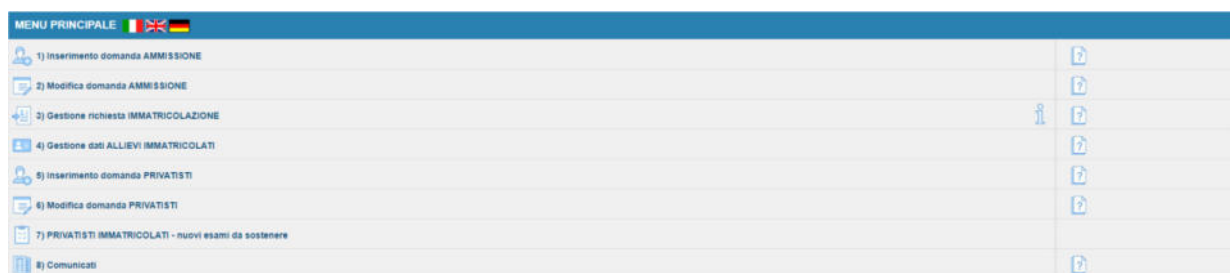 MENU PRINCIPALE
1) Inserimento domanda AMMISSIONE
2) Modifica domanda AMMISSIONE
3) Gestione richiesta IMMATRICOLAZIONE
4) Gestione dati ALLIEVI IMMATRICOLATI
5) Inserimento domanda PRIVATISTI
6) Modifica domanda PRIVATISTI
7) PRIVATISTI IMMATRICOLATI - nuovi esami da sostenere
8) Comunicati